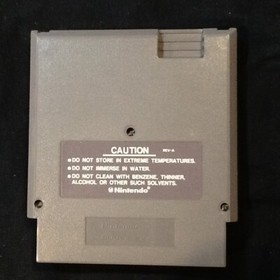 CAUTION REV-A
●DO NOT STORE IN EXTREME TEMPERATURES.
●DO NOT IMMERSE IN WATER.
●DO NOT CLEAN WITH BENZENE, THINNER,
ALCOHOL OR OTHER SUCH SOLVENTS.
Nintendo®